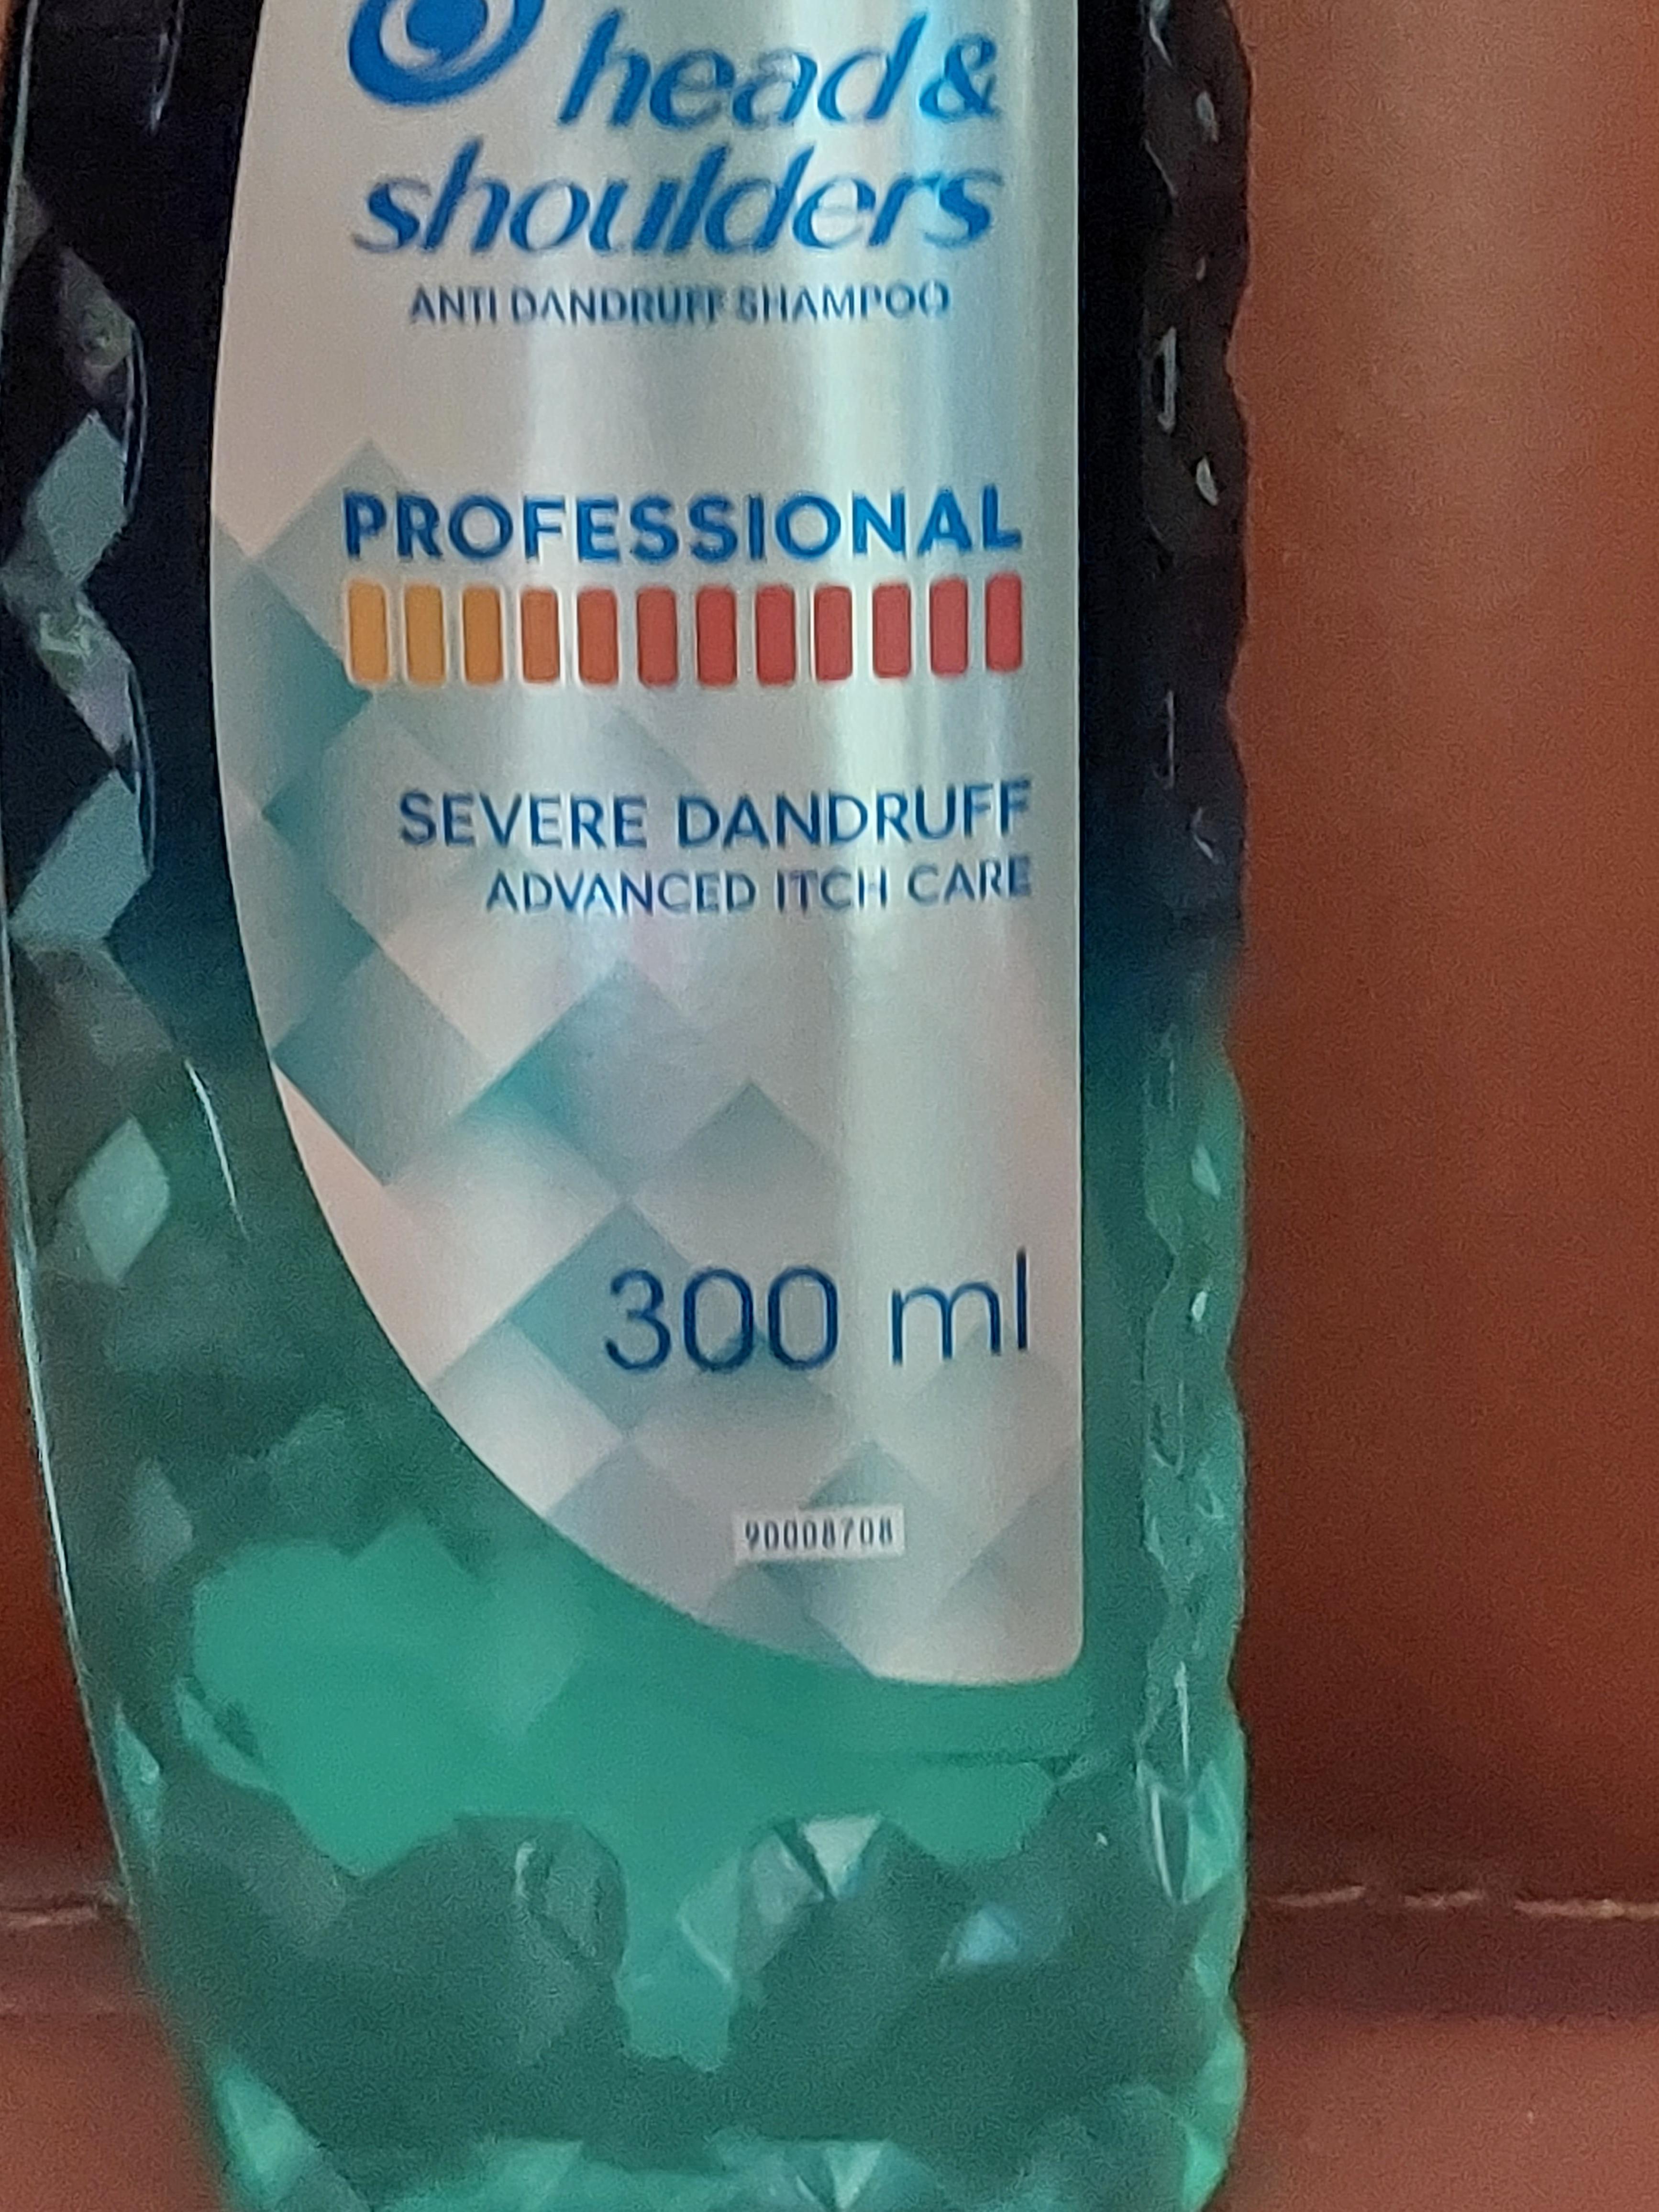 head&
shoulders
ANTI DANDRUFF SHAMPOO
PROFESSIONAL
SEVERE DANDRUFF
ADVANCED ITCH CARE
300 ml
90008708